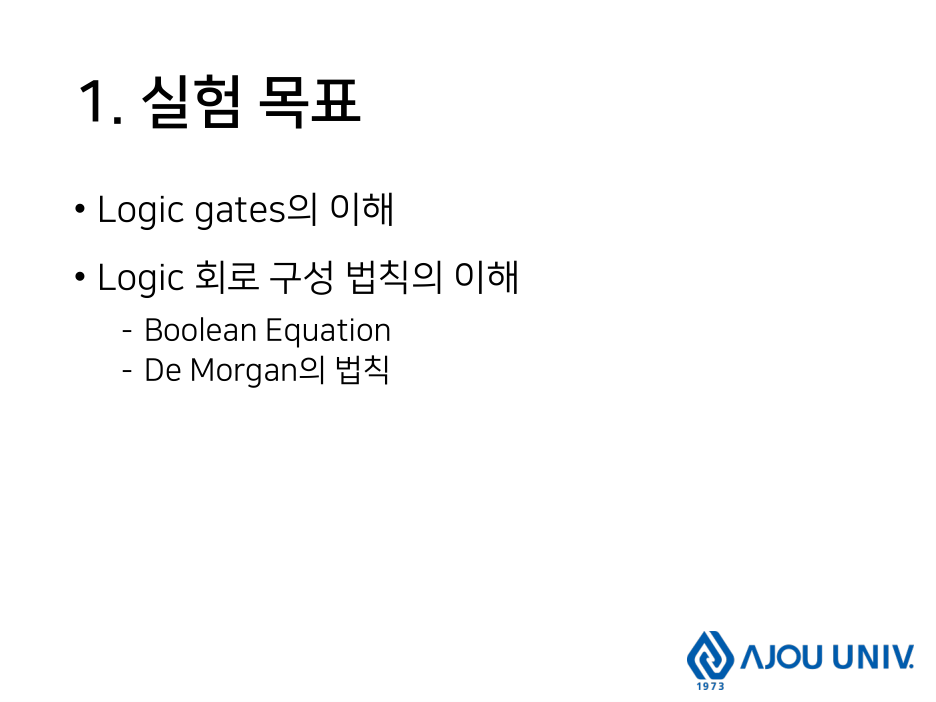 1. 실험 목표
• Logic gates의 이해
• Logic 회로 구성 법칙의 이해
- Boolean Equation
- De Morgan의 법칙
AJOU UNIV.
1973